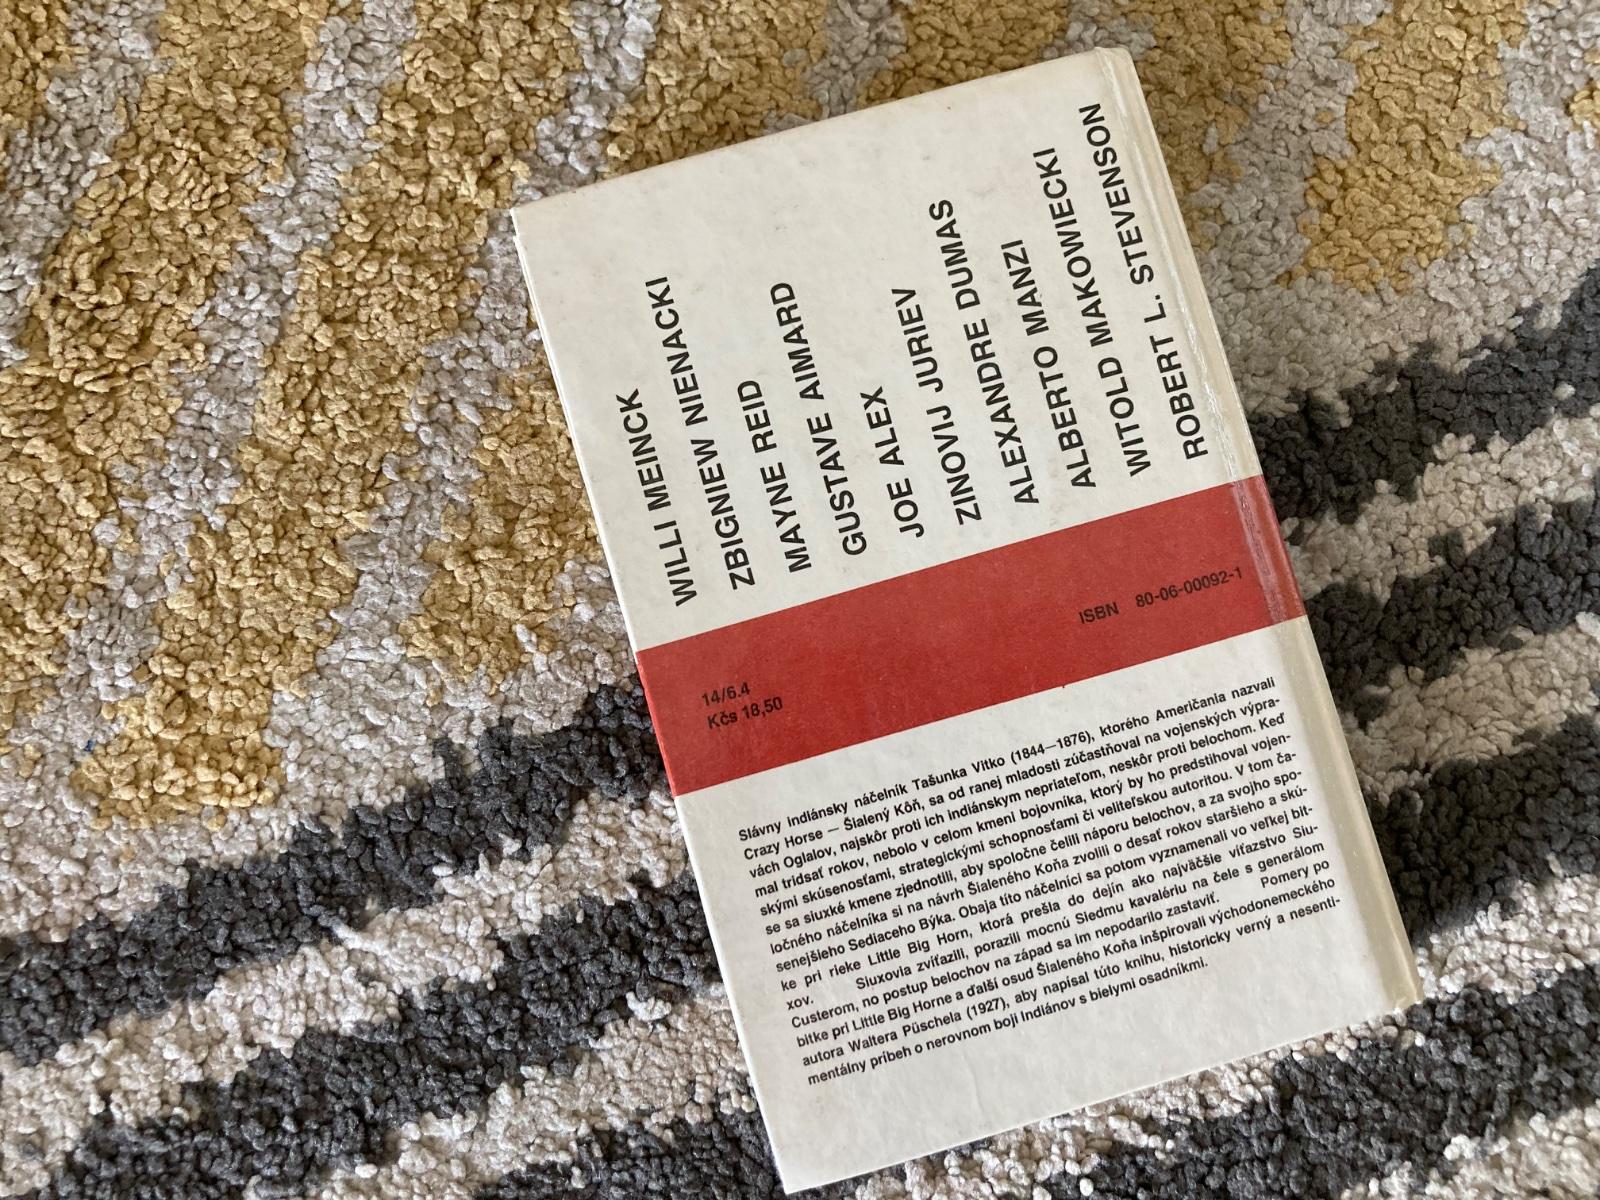 WILLI MEINCK
ZBIGNIEW NIENACKI
MAYNE REID
GUSTAVE AIMARD
JOE ALEX
ZINOVIJ JURIEV
ALEXANDRE DUMAS
ALBERTO MANZI
WITOLD MAKOWIECKI
ROBERT L. STEVENSON
14/6.4
Kčs 18,50
ISBN 80-06-00092-1
Slávny indiánsky náčelník Tašunka Vitko (1844—1876), ktorého Američania nazvali
Crazy Horse — Šialený Kôň, sa od ranej mladosti zúčastňoval na vojenských výpra-
vách Oglalov, najskôr proti ich indiánskym nepriateľom, neskôr proti belochom. Keď
mal tridsať rokov, nebolo v celom kmeni bojovníka, ktorý by ho predstihoval vojen-
skými skúsenosťami, strategickými schopnosťami či veliteľskou autoritou. V tom ča-
se sa siuxké kmene zjednotili, aby spoločne čelili náporu belochov, a za svojho spo-
ločného náčelníka si na návrh Šialeného Koňa zvolili o desať rokov staršieho a skú-
senejšieho Sediaceho Býka. Obaja títo náčelníci sa potom vyznamenali vo veľkej bit-
ke pri rieke Little Big Horn, ktorá prešla do dejín ako najväčšie víťazstvo Siu-
xov. Siuxovia zvíťazili, porazili mocnú Siedmu kavalériu na čele s generálom
Custerom, no postup belochov na západ sa im nepodarilo zastaviť. Pomery po
bitke pri Little Big Horne a ďalší osud Šialeného Koňa inšpirovali východonemeckého
autora Waltera Püschela (1927), aby napísal túto knihu, historicky verný a nesenti-
mentálny príbeh o nerovnom boji Indiánov s bielymi osadníkmi.